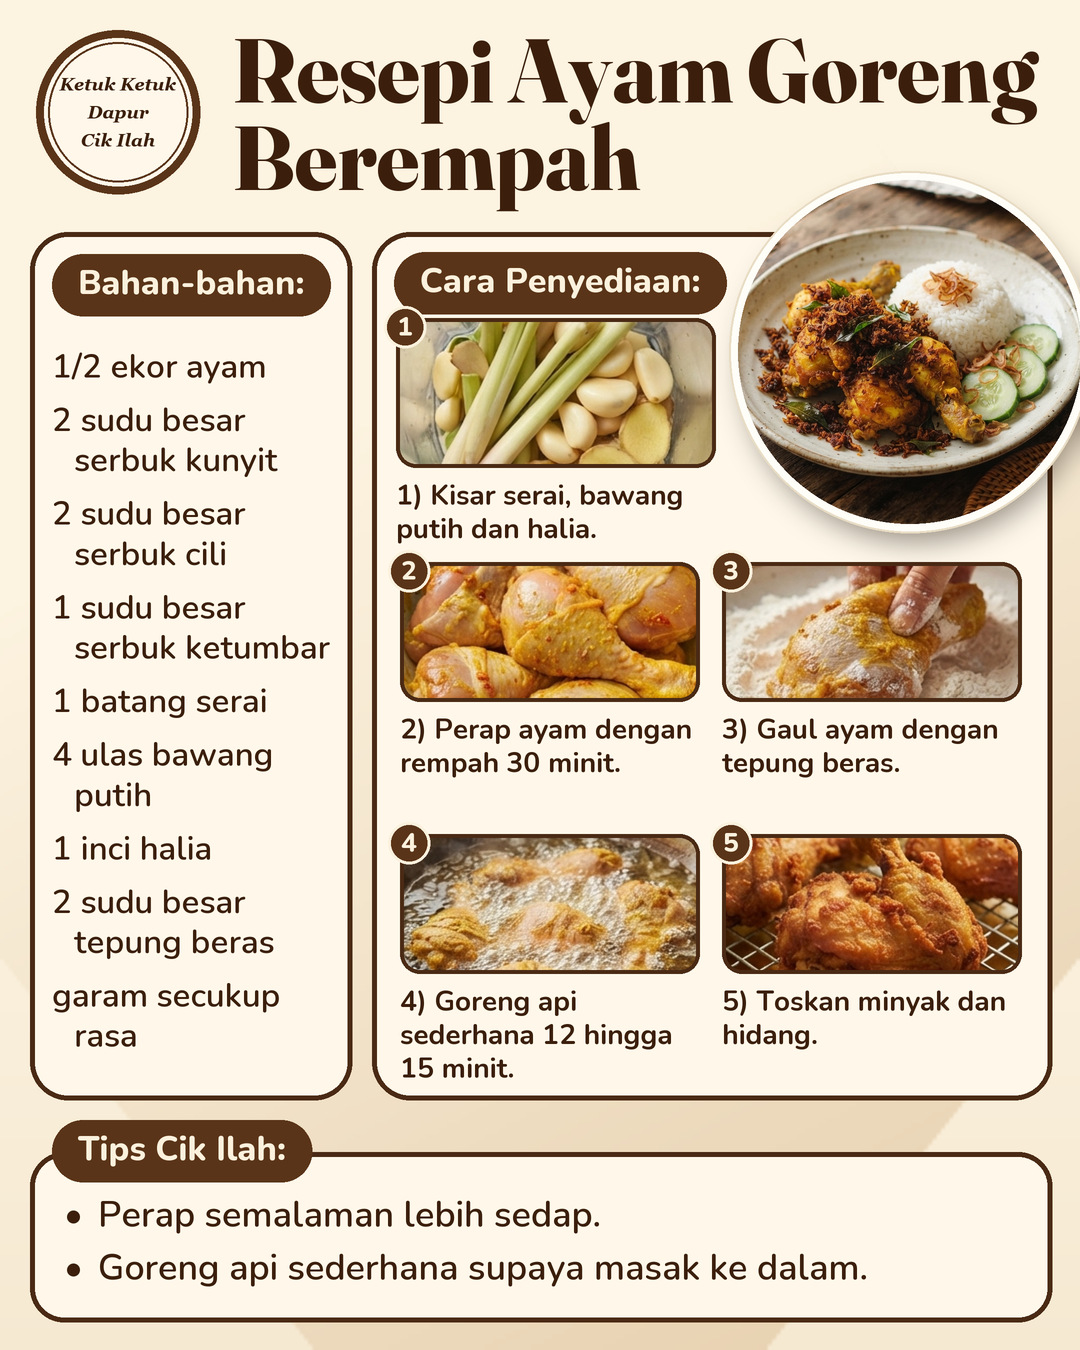 Ketuk Ketuk
Dapur
Cik Ilah
Resepi Ayam Goreng
Berempah
Bahan-bahan:
1/2 ekor ayam
2 sudu besar
serbuk kunyit
2 sudu besar
serbuk cili
1 sudu besar
serbuk ketumbar
1 batang serai
4 ulas bawang
putih
1 inci halia
2 sudu besar
tepung beras
garam secukup
rasa
Cara Penyediaan:
1
1) Kisar serai, bawang
putih dan halia.
2
2) Perap ayam dengan
rempah 30 minit.
3
3) Gaul ayam dengan
tepung beras.
4
4) Goreng api
sederhana 12 hingga
15 minit.
5
5) Toskan minyak dan
hidang.
Tips Cik Ilah:
• Perap semalaman lebih sedap.
• Goreng api sederhana supaya masak ke dalam.